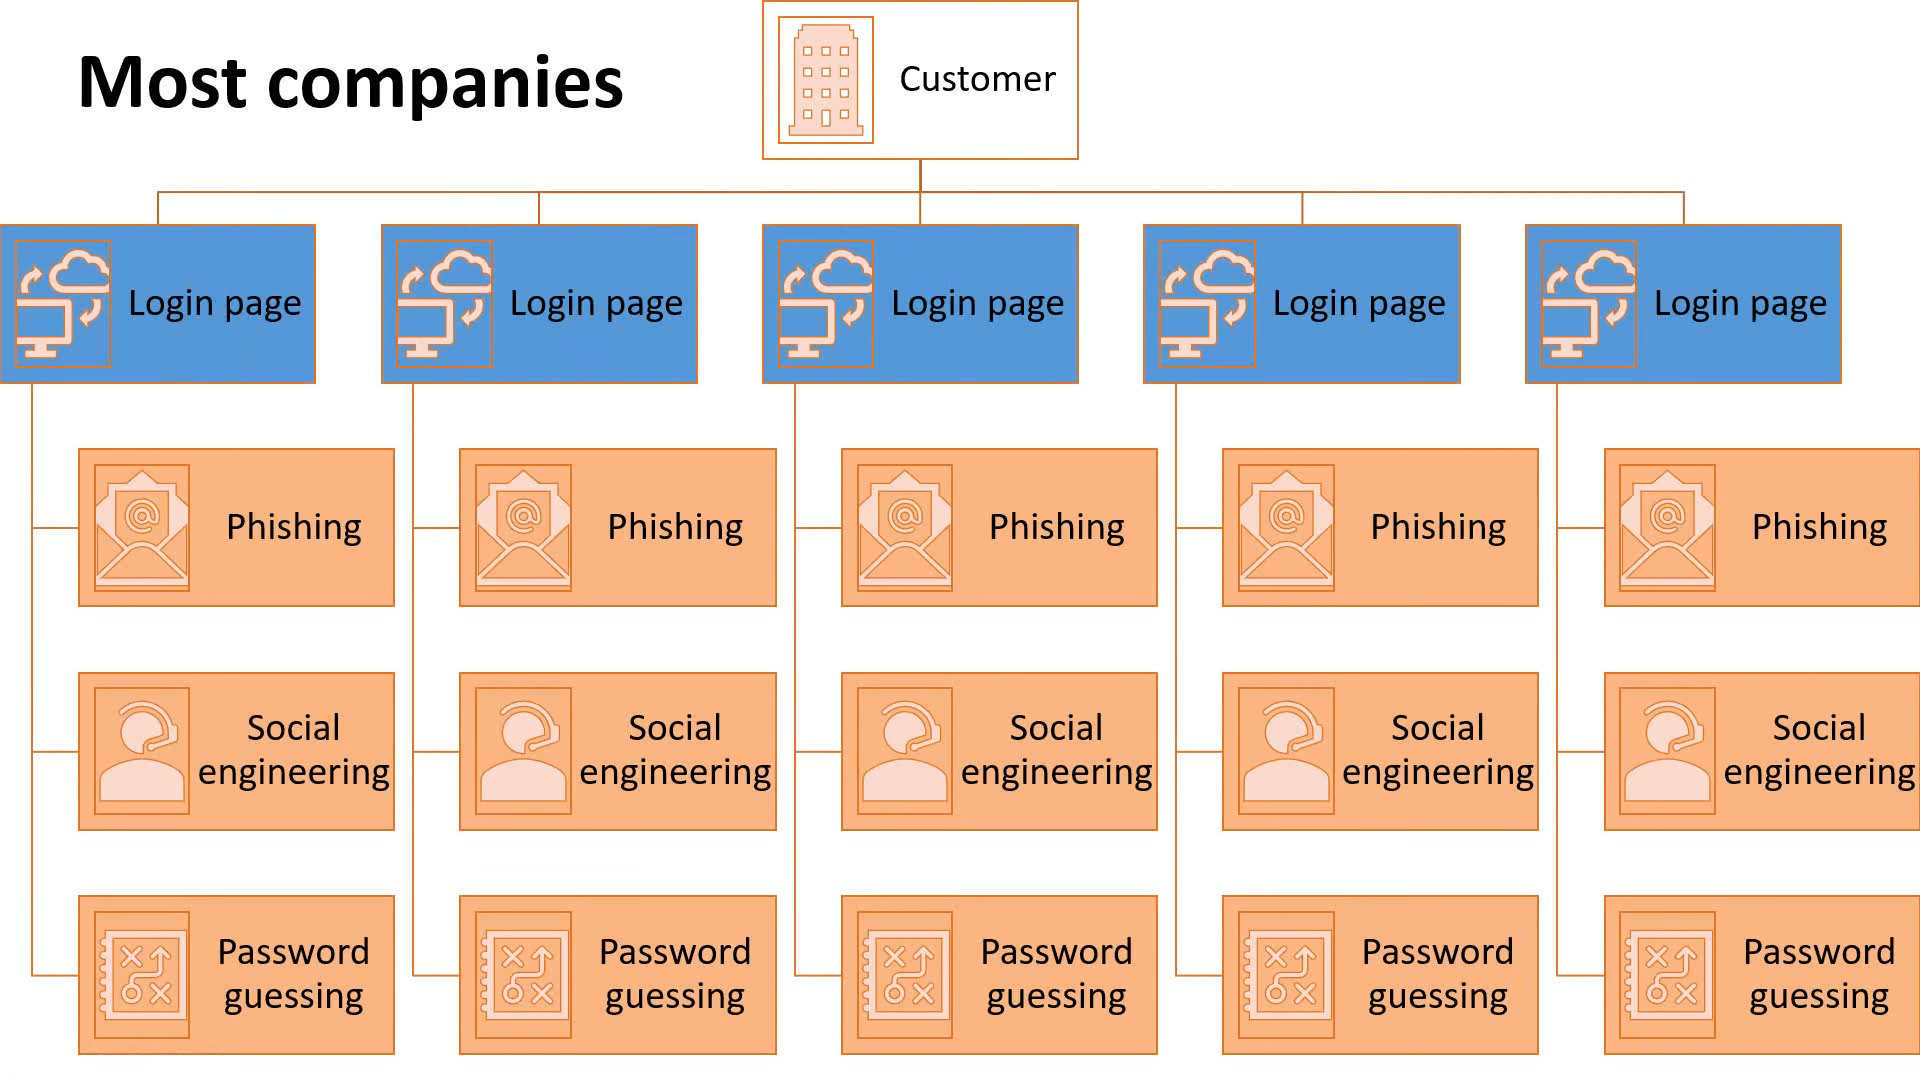 Most companies
Customer
Login page
Login page
Login page
Login page
Login page
Phishing
Phishing
Phishing
Phishing
Phishing
Social
engineering
Social
engineering
Social
engineering
Social
engineering
Social
engineering
Password
guessing
Password
guessing
Password
guessing
Password
guessing
Password
guessing